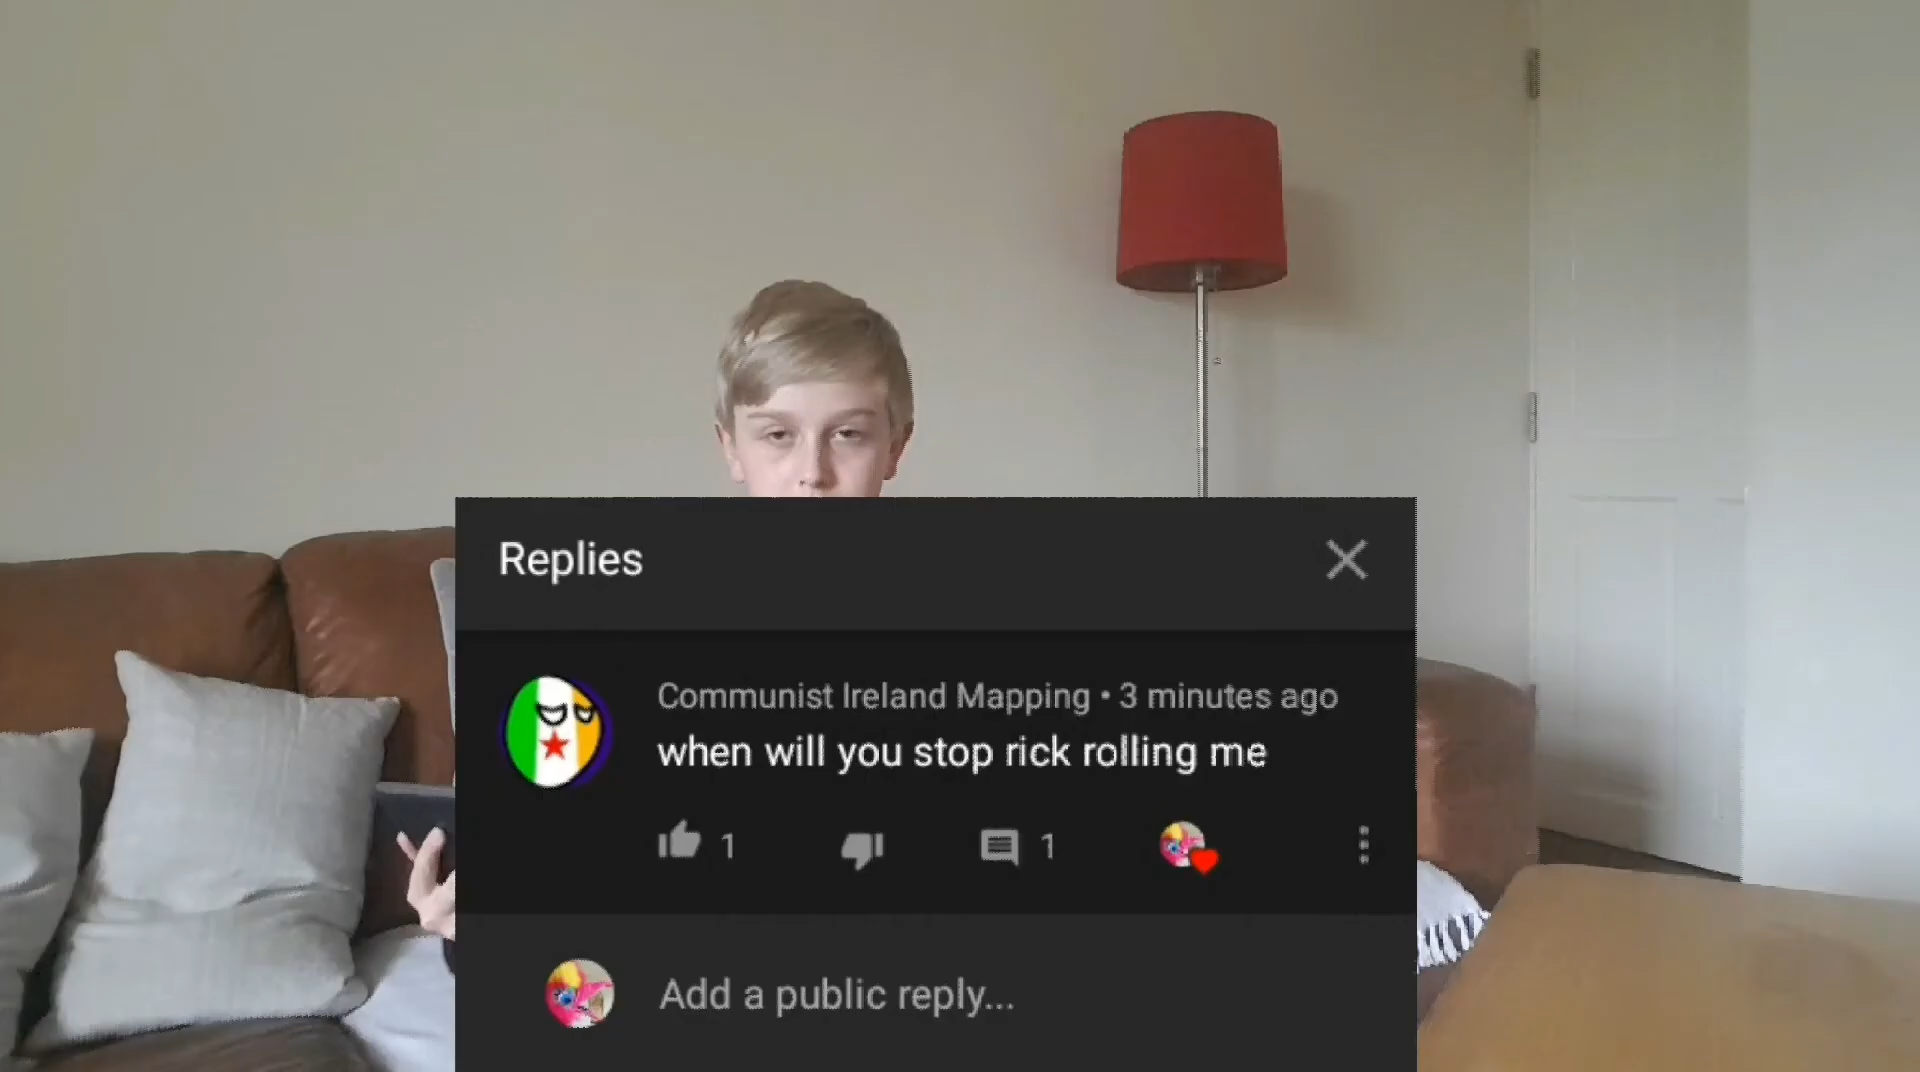 Replies
Communist Ireland Mapping • 3 minutes ago
when will you stop rick rolling me
1
1
Add a public reply...